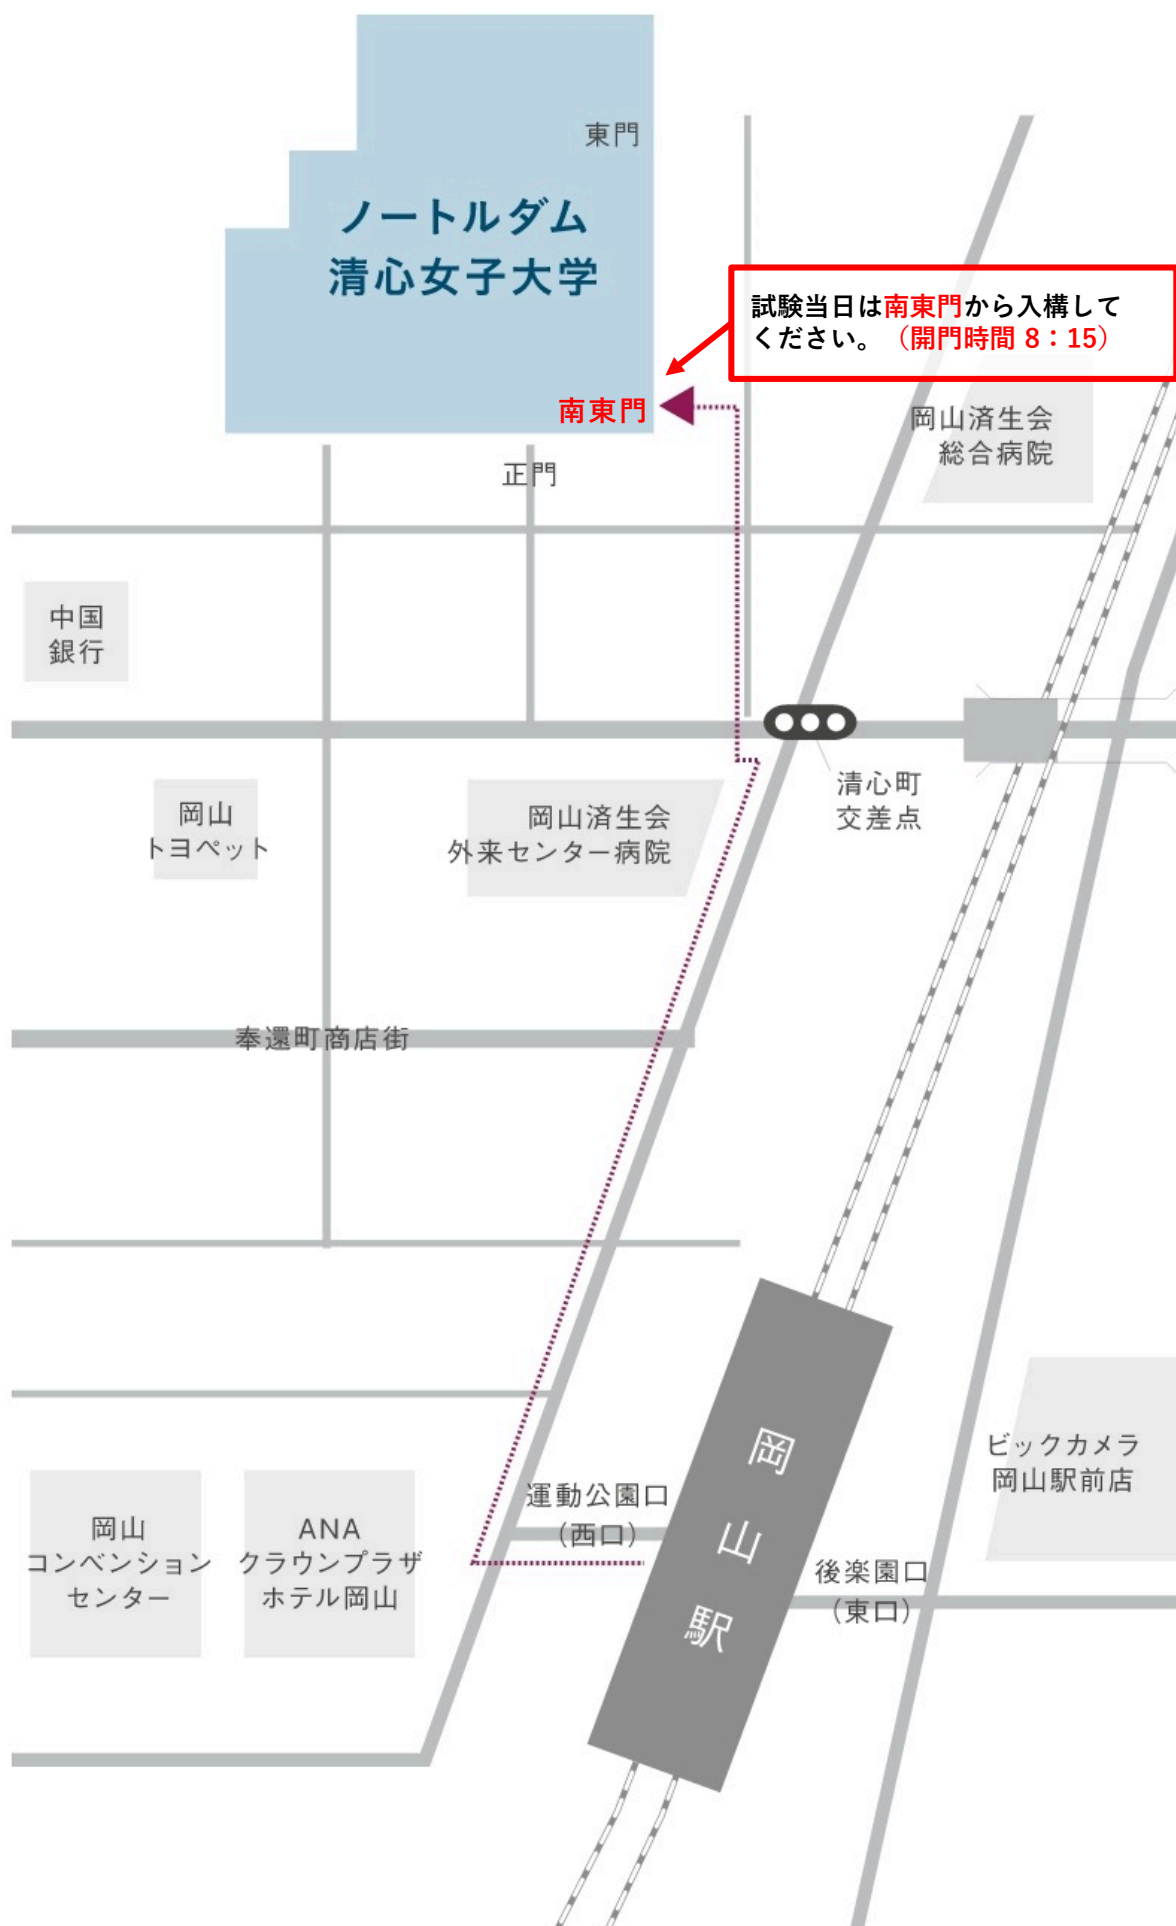 東門
ノートルダム
清心女子大学
試験当日は南東門から入構して
ください。（開門時間 8：15）
南東門
岡山済生会
総合病院
正門
中国
銀行
清心町
交差点
岡山
トヨペット
岡山済生会
外来センター病院
奉還町商店街
岡山駅
ビックカメラ
岡山駅前店
運動公園口
（西口）
岡山
コンベンション
センター
ANA
クラウンプラザ
ホテル岡山
後楽園口
（東口）